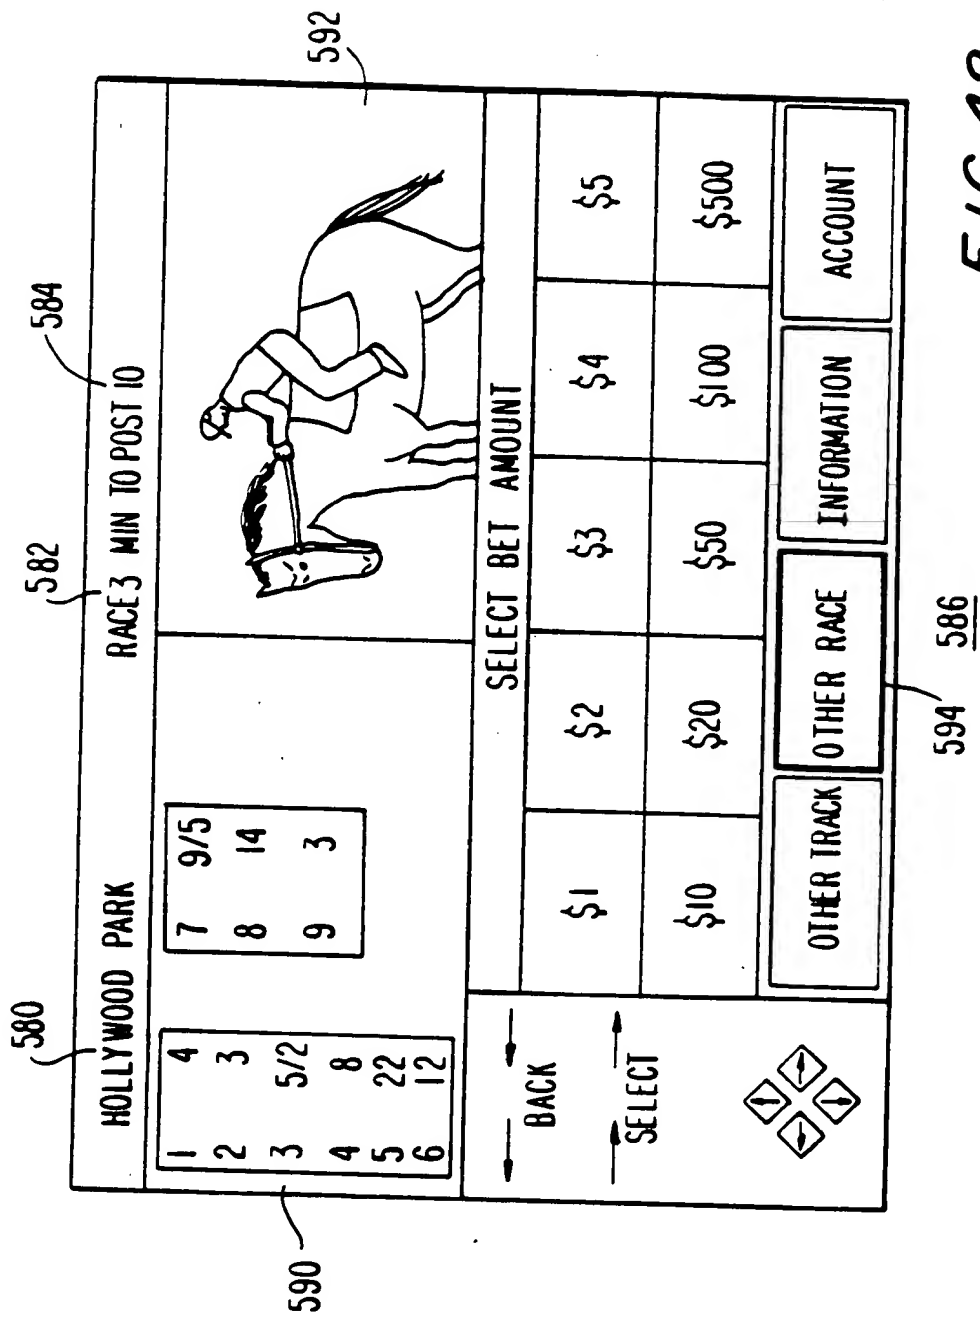 592
584
582
580
HOLLYWOOD PARK RACE 3 MIN TO POST 10
1 4
2 3
3 5/2
4 8
5 22
6 12
7 9/5
8 14
9 3
590
SELECT BET AMOUNT
BACK
SELECT
$1 $2 $3 $4 $5
$10 $20 $50 $100 $500
OTHER TRACK OTHER RACE INFORMATION ACCOUNT
594
586